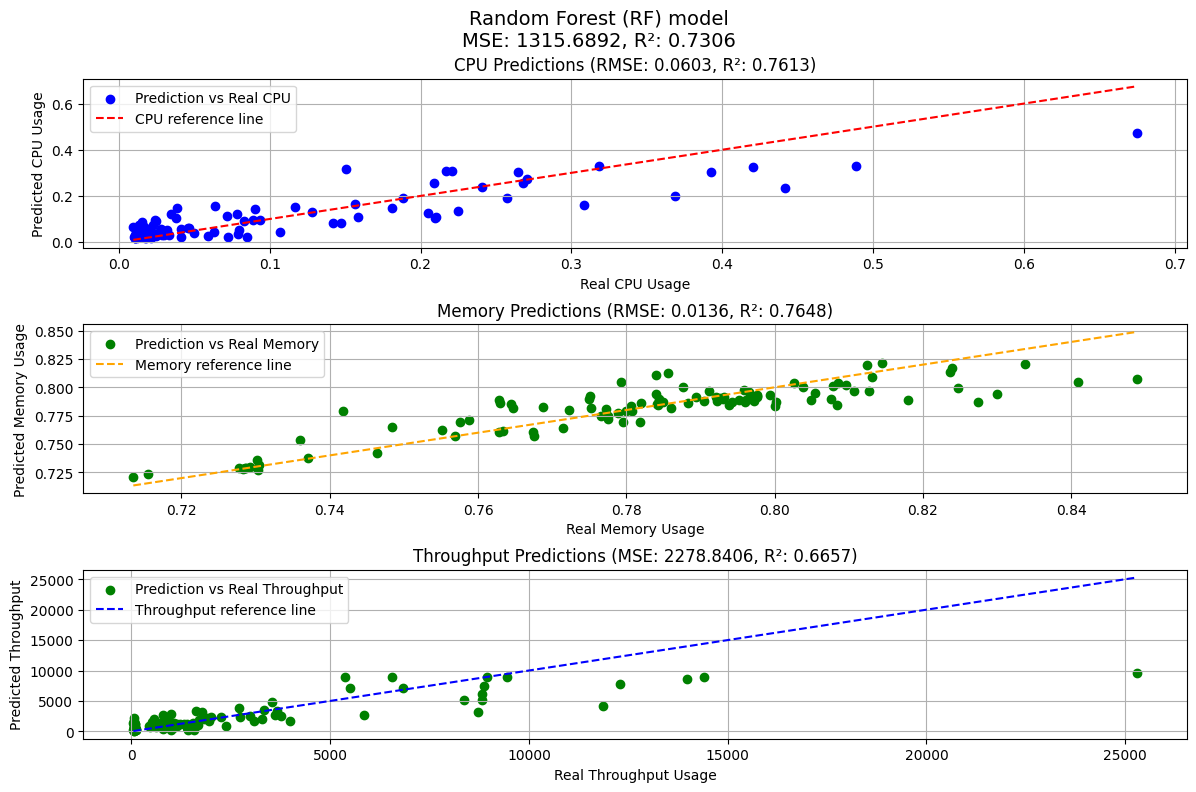 Random Forest (RF) model
MSE: 1315.6892, R²: 0.7306
CPU Predictions (RMSE: 0.0603, R²: 0.7613)
Predicted CPU Usage
0.6
0.4
0.2
0.0
Prediction vs Real CPU
CPU reference line
0.0 0.1 0.2 0.3 0.4 0.5 0.6 0.7
Real CPU Usage
Memory Predictions (RMSE: 0.0136, R²: 0.7648)
Predicted Memory Usage
0.850
0.825
0.800
0.775
0.750
0.725
Prediction vs Real Memory
Memory reference line
0.72 0.74 0.76 0.78 0.80 0.82 0.84
Real Memory Usage
Throughput Predictions (MSE: 2278.8406, R²: 0.6657)
Predicted Throughput
25000
20000
15000
10000
5000
0
Prediction vs Real Throughput
Throughput reference line
0 5000 10000 15000 20000 25000
Real Throughput Usage